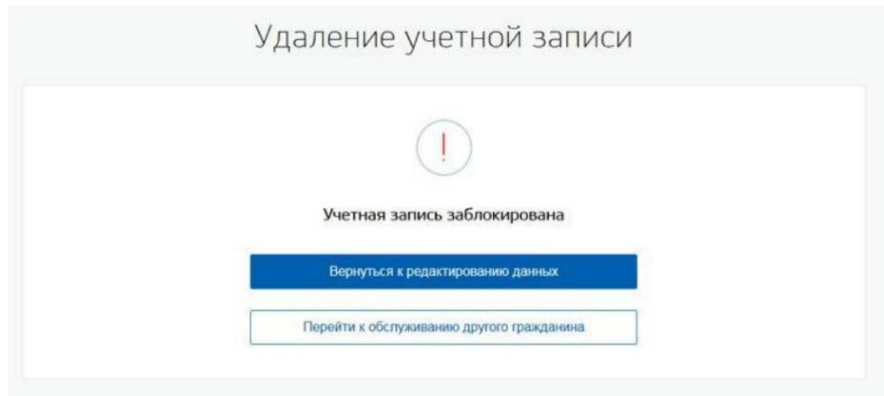 Удаление учетной записи
!
Учетная запись заблокирована
Вернуться к редактированию данных
Перейти к обслуживанию другого гражданина